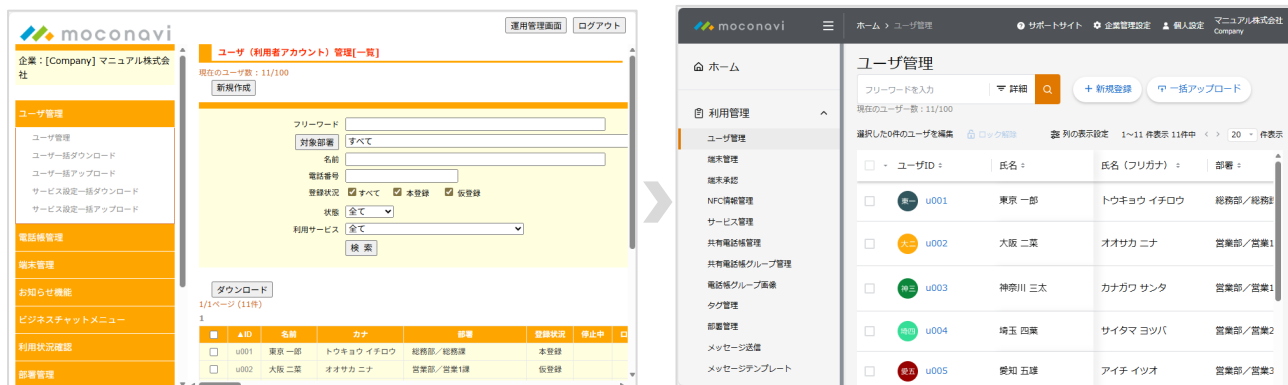 moconavi
運用管理画面 ログアウト
企業：[Company] マニュアル株式会
社
ユーザ管理
ユーザ管理
ユーザ一括ダウンロード
ユーザ一括アップロード
サービス設定一括ダウンロード
サービス設定一括アップロード
電話帳管理
端末管理
お知らせ機能
ビジネスチャットメニュー
利用状況確認
部署管理
ユーザ（利用者アカウント）管理[一覧]
現在のユーザ数：11/100
新規作成
フリーワード
対象部署 すべて
名前
電話番号
登録状況 すべて 本登録 仮登録
状態 全て
利用サービス 全て
検 索
ダウンロード
1/1ページ (11件)
1
▲ID 名前 カナ 部署 登録状況 停止中 ロ
u001 東京 一郎 トウキョウ イチロウ 総務部／総務課 本登録
u002 大阪 二菜 オオサカ ニナ 営業部／営業1課 仮登録
moconavi
ホーム > ユーザ管理 サポートサイト 企業管理設定 個人設定 マニュアル株式会社
Company
ホーム
利用管理
ユーザ管理
端末管理
端末承認
NFC情報管理
サービス管理
共有電話帳管理
共有電話帳グループ管理
電話帳グループ画像
タグ管理
部署管理
メッセージ送信
メッセージテンプレート
ユーザ管理
フリーワードを入力 詳細 + 新規登録 一括アップロード
現在のユーザー数：11/100
選択した0件のユーザを編集 ロック解除 列の表示設定 1～11 件表示 11件中 < > 20 件表示
ユーザID 氏名 氏名（フリガナ） 部署
東一 u001 東京 一郎 トウキョウ イチロウ 総務部／総務
大二 u002 大阪 二菜 オオサカ ニナ 営業部／営業1
神三 u003 神奈川 三太 カナガワ サンタ 営業部／営業1
埼四 u004 埼玉 四葉 サイタマ ヨツバ 営業部／営業2
愛五 u005 愛知 五雄 アイチ イツオ 営業部／営業3